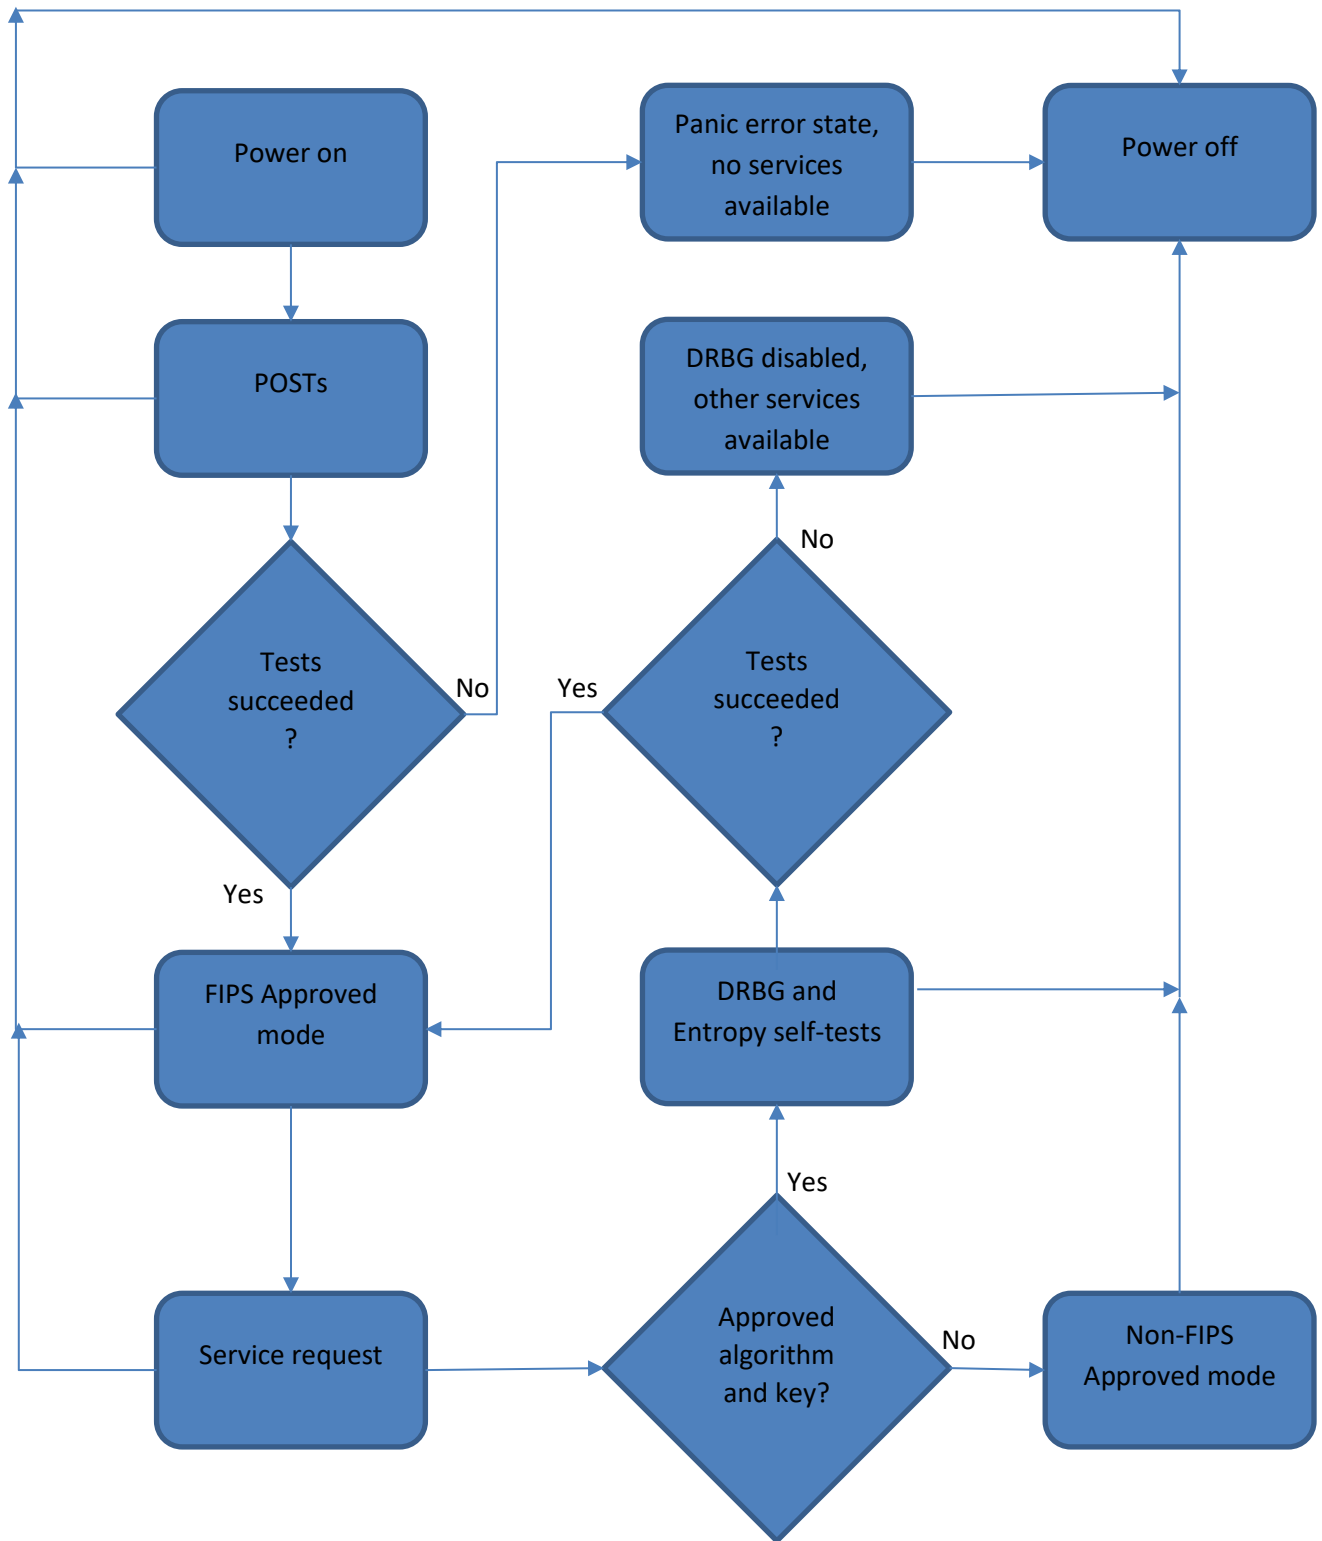 Power on
Panic error state,
no services
available
Power off
POSTs
DRBG disabled,
other services
available
No
Tests
succeeded
?
No
Yes
Tests
succeeded
?
Yes
FIPS Approved
mode
DRBG and
Entropy self-tests
Yes
Service request
Approved
algorithm
and key?
No
Non-FIPS
Approved mode